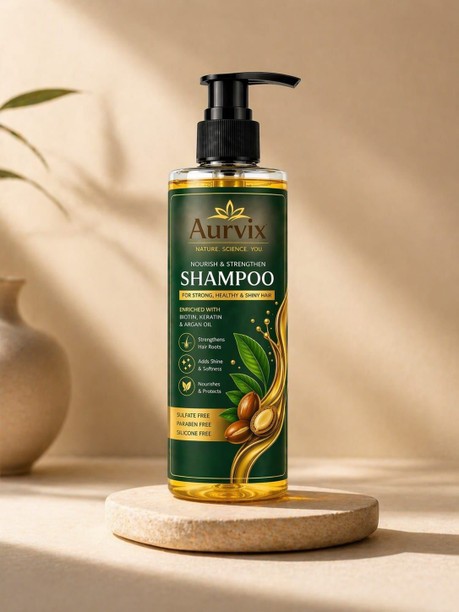 Aurvix
NATURE. SCIENCE. YOU
NOURISH & STRENGTHEN
SHAMPOO
FOR STRONG, HEALTHY & SHINY HAIR
ENRICHED WITH
BIOTIN, KERATIN
& ARGAN OIL
Strengthens
Hair Roots
Adds Shine
& Softness
Nourishes
& Protects
SULFATE FREE
PARABEN FREE
SILICONE FREE